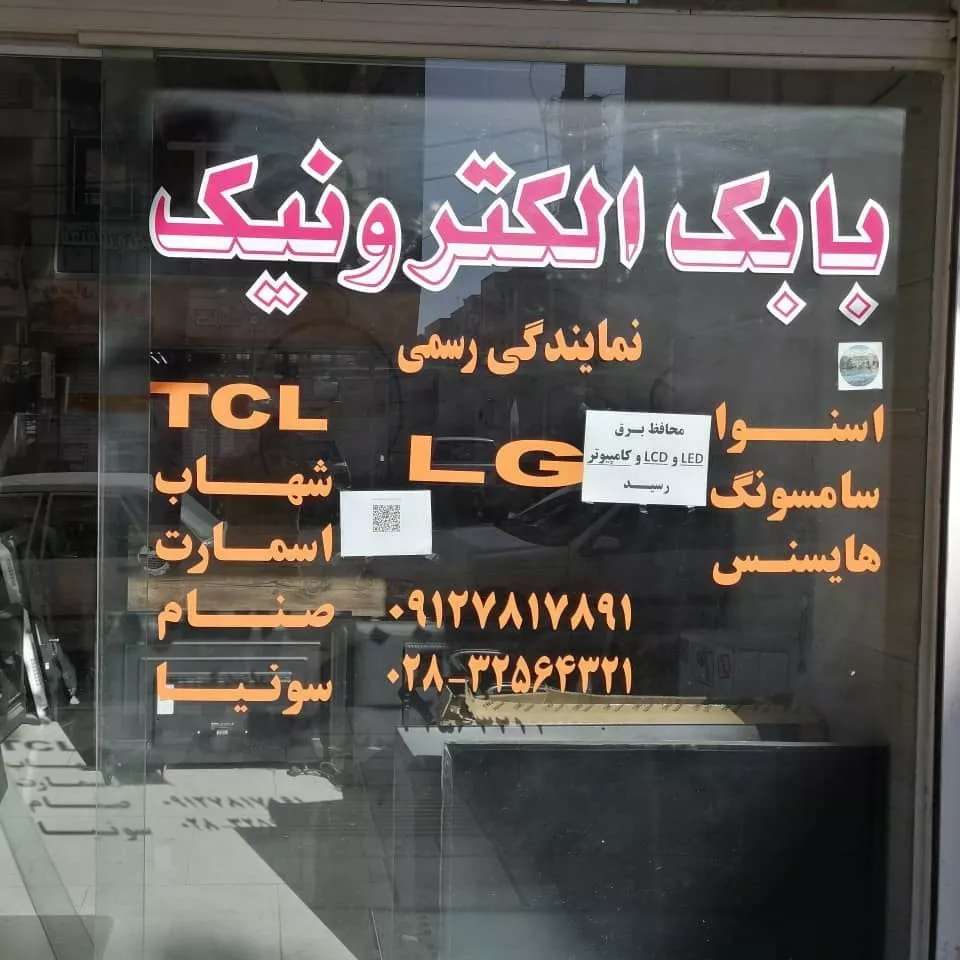 بابک الکترونیک
نمایندگی رسمی
اسنوا
سامسونگ
هایسنس
محافظ برق
LED و LCD و کامپیوتر
رسید
LG
TCL
شهاب
اسمارت
صنام
سونیا
۰۹۱۲۷۸۱۷۸۹۱
۰۲۸-۳۲۵۶۴۳۲۱